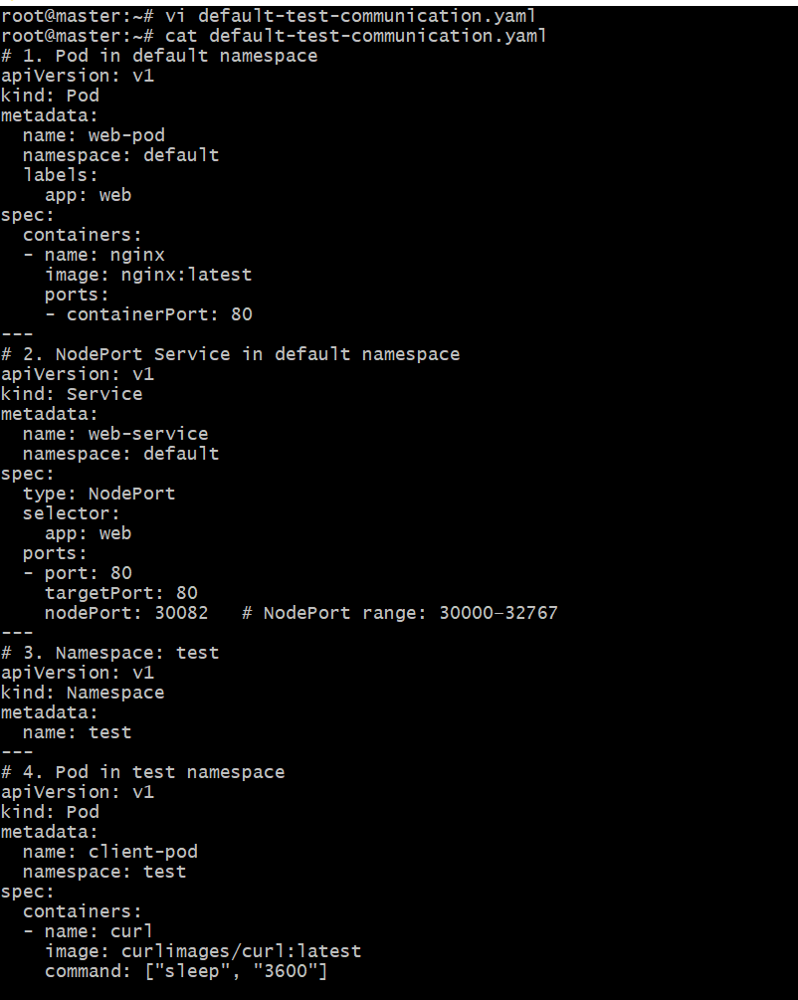 root@master:~# vi default-test-communication.yaml
root@master:~# cat default-test-communication.yaml
# 1. Pod in default namespace
apiVersion: v1
kind: Pod
metadata:
  name: web-pod
  namespace: default
  labels:
    app: web
spec:
  containers:
  - name: nginx
    image: nginx:latest
    ports:
    - containerPort: 80
---
# 2. NodePort Service in default namespace
apiVersion: v1
kind: Service
metadata:
  name: web-service
  namespace: default
spec:
  type: NodePort
  selector:
    app: web
  ports:
  - port: 80
    targetPort: 80
    nodePort: 30082   # NodePort range: 30000–32767
---
# 3. Namespace: test
apiVersion: v1
kind: Namespace
metadata:
  name: test
---
# 4. Pod in test namespace
apiVersion: v1
kind: Pod
metadata:
  name: client-pod
  namespace: test
spec:
  containers:
  - name: curl
    image: curlimages/curl:latest
    command: ["sleep", "3600"]